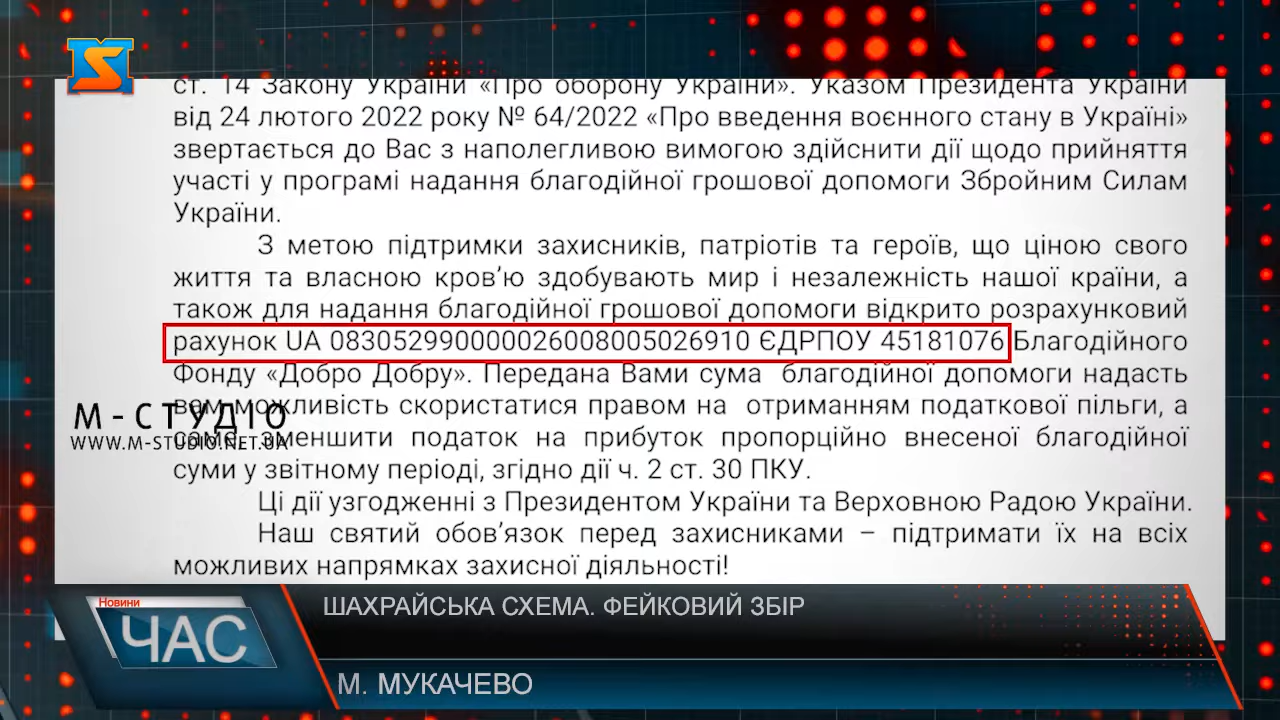 ст. 14 Закону України «Про оборону України». Указом Президента України
від 24 лютого 2022 року № 64/2022 «Про введення воєнного стану в Україні»
звертається до Вас з наполегливою вимогою здійснити дії щодо прийняття
участі у програмі надання благодійної грошової допомоги Збройним Силам
України.
З метою підтримки захисників, патріотів та героїв, що ціною свого
життя та власною кров’ю здобувають мир і незалежність нашої країни, а
також для надання благодійної грошової допомоги відкрито розрахунковий
рахунок UA 083052990000026008005026910 ЄДРПОУ 45181076 Благодійного
Фонду «Добро Добру». Передана Вами сума благодійної допомоги надасть
вам можливість скористатися правом на отриманням податкової пільги, а
саме, зменшити податок на прибуток пропорційно внесеної благодійної
суми у звітному періоді, згідно дії ч. 2 ст. 30 ПКУ.
Ці дії узгодженні з Президентом України та Верховною Радою України.
Наш святий обов’язок перед захисниками – підтримати їх на всіх
можливих напрямках захисної діяльності!
М-СТУДІО
WWW.M-STUDIO.NET.UA
Новини
ЧАС
ШАХРАЙСЬКА СХЕМА. ФЕЙКОВИЙ ЗБІР
М. МУКАЧЕВО